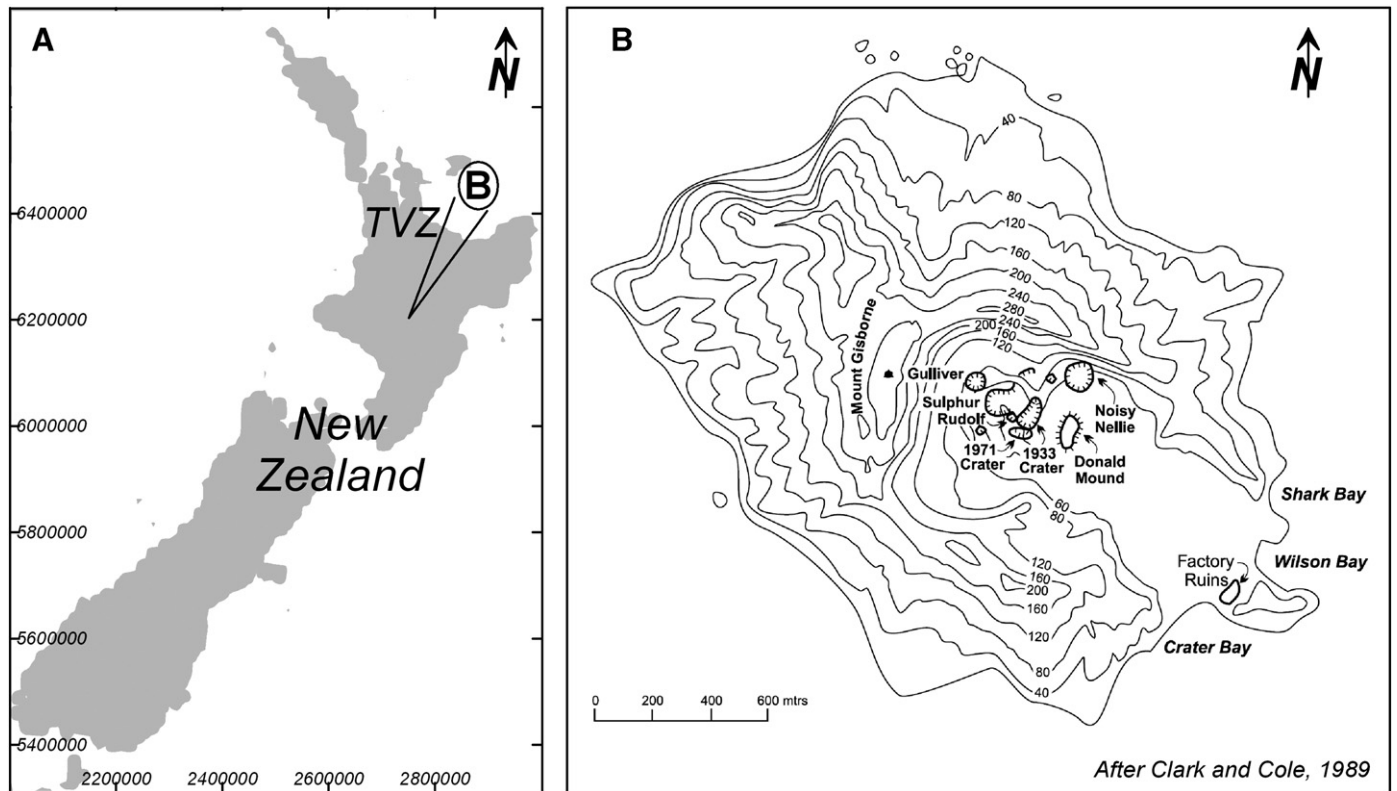 A
N
B
TVZ
New
Zealand
6400000
6200000
6000000
5800000
5600000
5400000
2200000
2400000
2600000
2800000
B
N
40
80
120
160
200
240
280
200
240
160
120
Mount Gisborne
Gulliver
Sulphur
Rudolf
1971
Crater
1933
Crater
Noisy
Nellie
Donald
Mound
60
80
Shark Bay
Wilson Bay
Factory
Ruins
Crater Bay
120
160
200
160
120
80
40
0 200 400 600 mtrs
After Clark and Cole, 1989